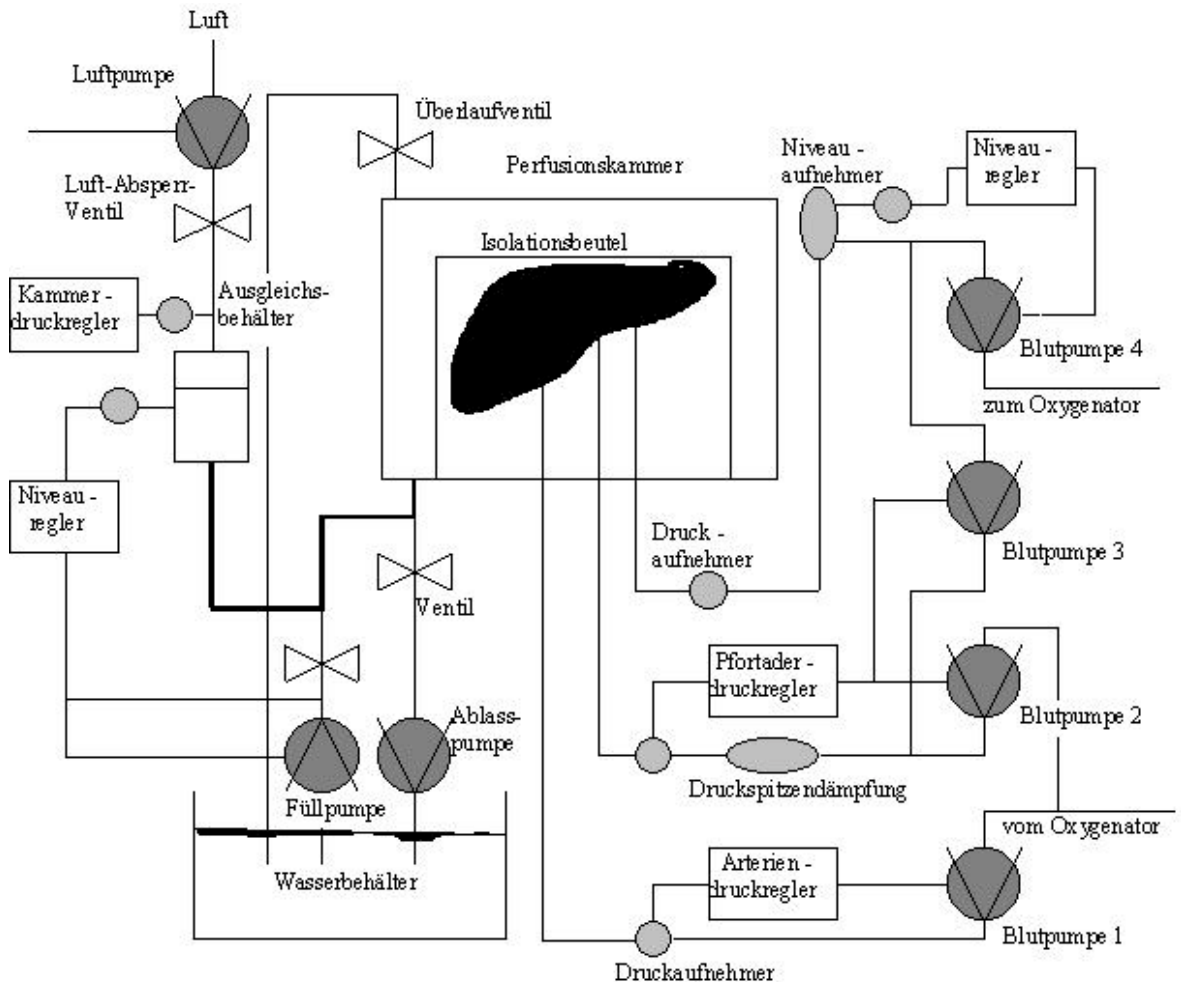 Luft
Luftpumpe
Überlaufventil
Perfusionskammer
Niveau -
aufnehmer
Niveau -
regler
Luft-Absperr-
Ventil
Isolationsbeutel
Kammer -
druckregler
Ausgleichs-
behälter
Blutpumpe 4
zum Oxygenator
Niveau -
regler
Druck -
aufnehmer
Blutpumpe 3
Ventil
Pfortader -
druckregler
Blutpumpe 2
Ablass-
pumpe
Druckspitzendämpfung
Füllpumpe
vom Oxygenator
Wasserbehälter
Arterien -
druckregler
Blutpumpe 1
Druckaufnehmer